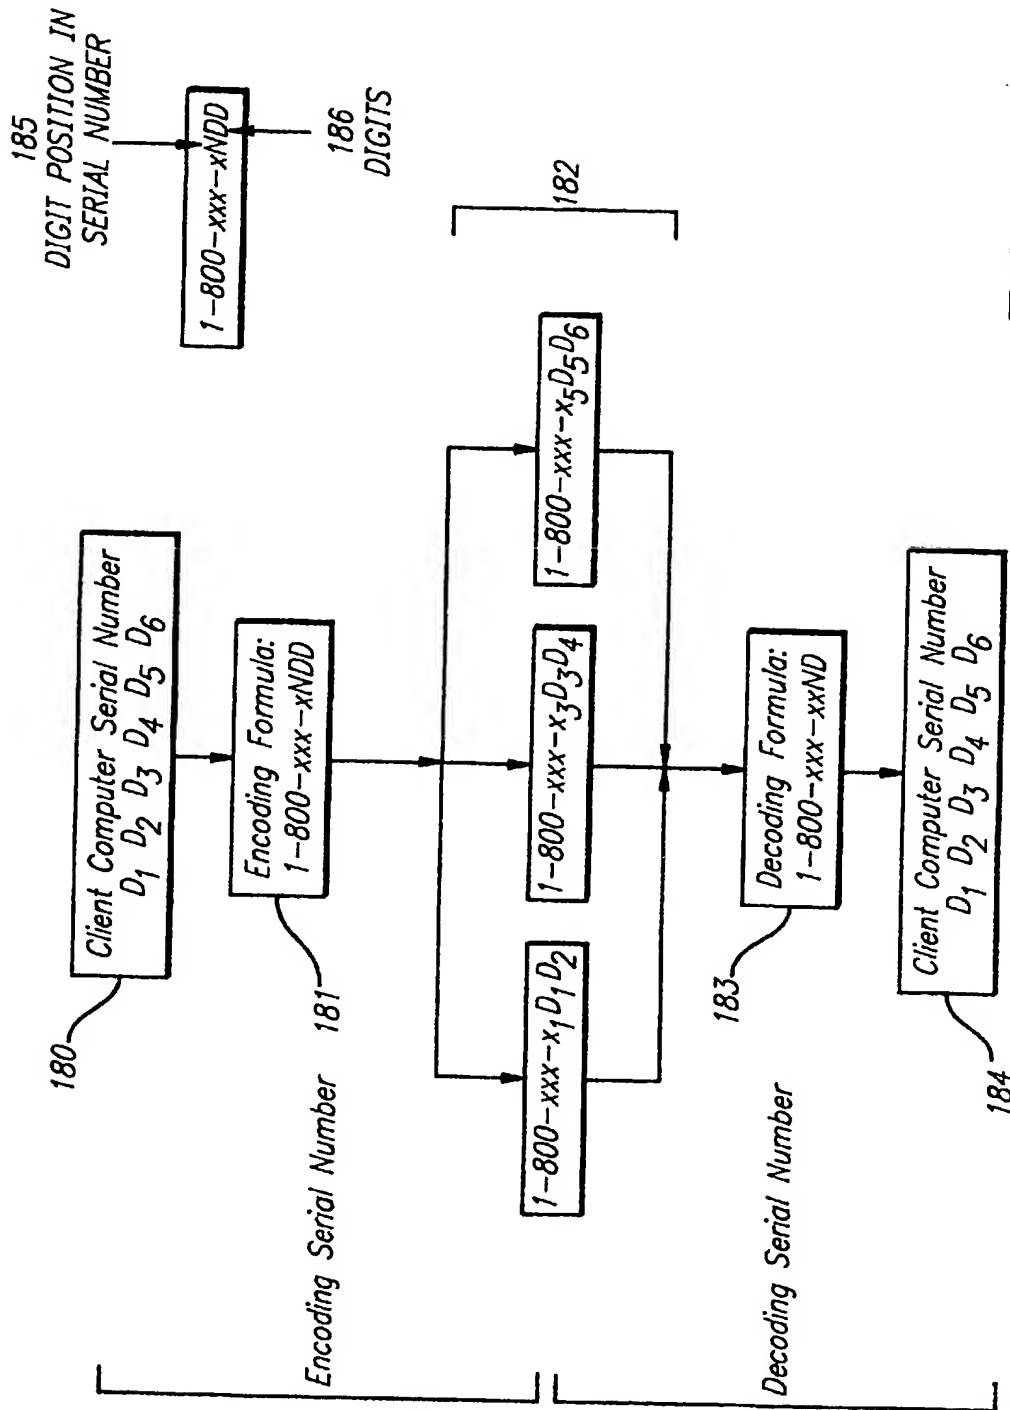 185
DIGIT POSITION IN
SERIAL NUMBER
1-800-xxx-xNDD
186
DIGITS
180
Client Computer Serial Number
D1 D2 D3 D4 D5 D6
Encoding Serial Number
181
Encoding Formula:
1-800-xxx-xNDD
182
1-800-xxx-x1D1D2
1-800-xxx-x3D3D4
1-800-xxx-x5D5D6
Decoding Serial Number
183
Decoding Formula:
1-800-xxx-xxND
184
Client Computer Serial Number
D1 D2 D3 D4 D5 D6